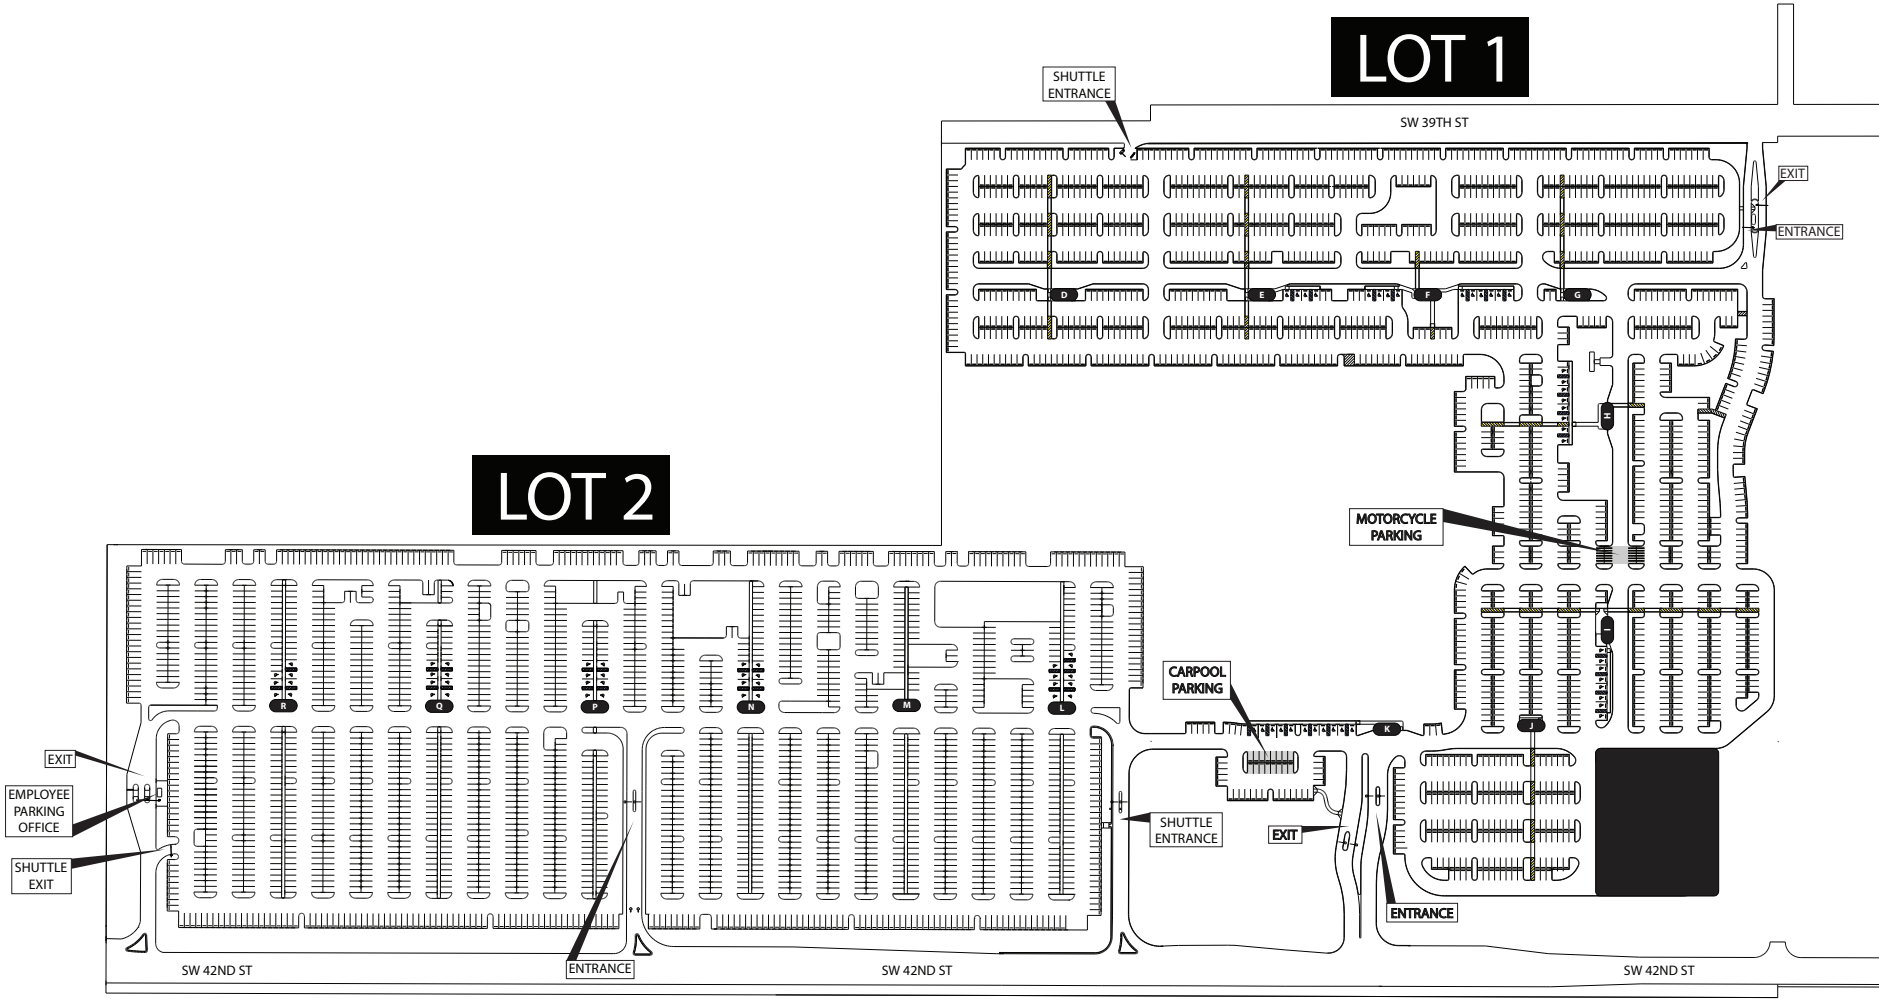 LOT 1
SHUTTLE
ENTRANCE
SW 39TH ST
EXIT
ENTRANCE
D
E
F
G
H
LOT 2
MOTORCYCLE
PARKING
I
CARPOOL
PARKING
R
Q
P
N
M
L
K
J
EXIT
EMPLOYEE
PARKING
OFFICE
SHUTTLE
EXIT
SHUTTLE
ENTRANCE
EXIT
ENTRANCE
ENTRANCE
SW 42ND ST
SW 42ND ST
SW 42ND ST